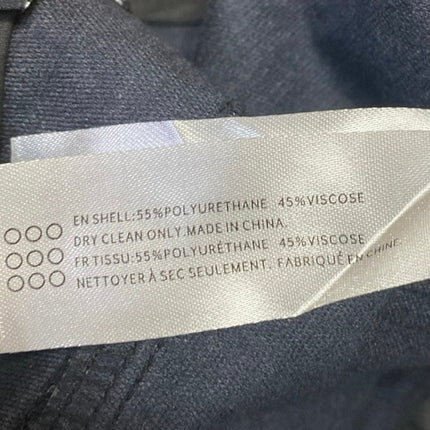 EN SHELL:55%POLYURETHANE 45%VISCOSE
DRY CLEAN ONLY.MADE IN CHINA.
FR TISSU:55%POLYURÉTHANE 45%VISCOSE
NETTOYER À SEC SEULEMENT. FABRIQUÉ EN CHINE.